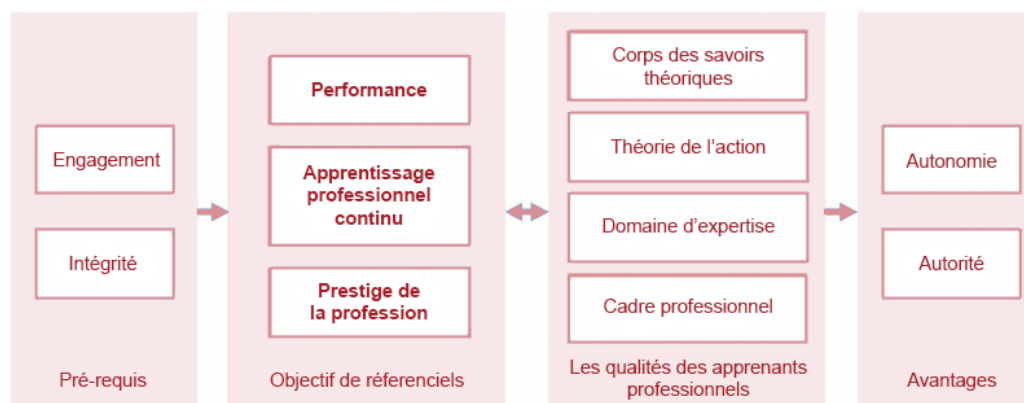 Engagement
Intégrité
Pré-requis
Performance
Apprentissage
professionnel
continu
Prestige de
la profession
Objectif de réferenciels
Corps des savoirs
théoriques
Théorie de l'action
Domaine d'expertise
Cadre professionnel
Les qualités des apprenants
professionnels
Autonomie
Autorité
Avantages